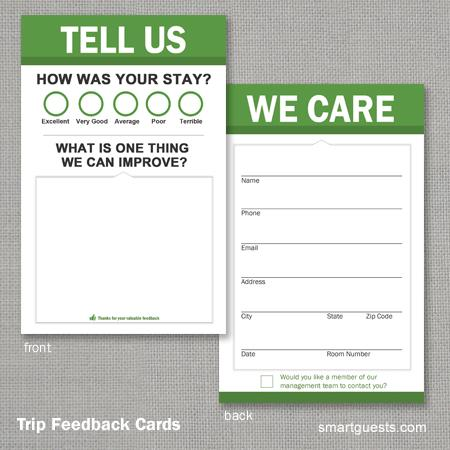 TELL US
HOW WAS YOUR STAY?
Excellent Very Good Average Poor Terrible
WHAT IS ONE THING
WE CAN IMPROVE?
Thanks for your valuable feedback
front
WE CARE
Name
Phone
Email
Address
City State Zip Code
Date Room Number
Would you like a member of our
management team to contact you?
back
Trip Feedback Cards
smartguests.com